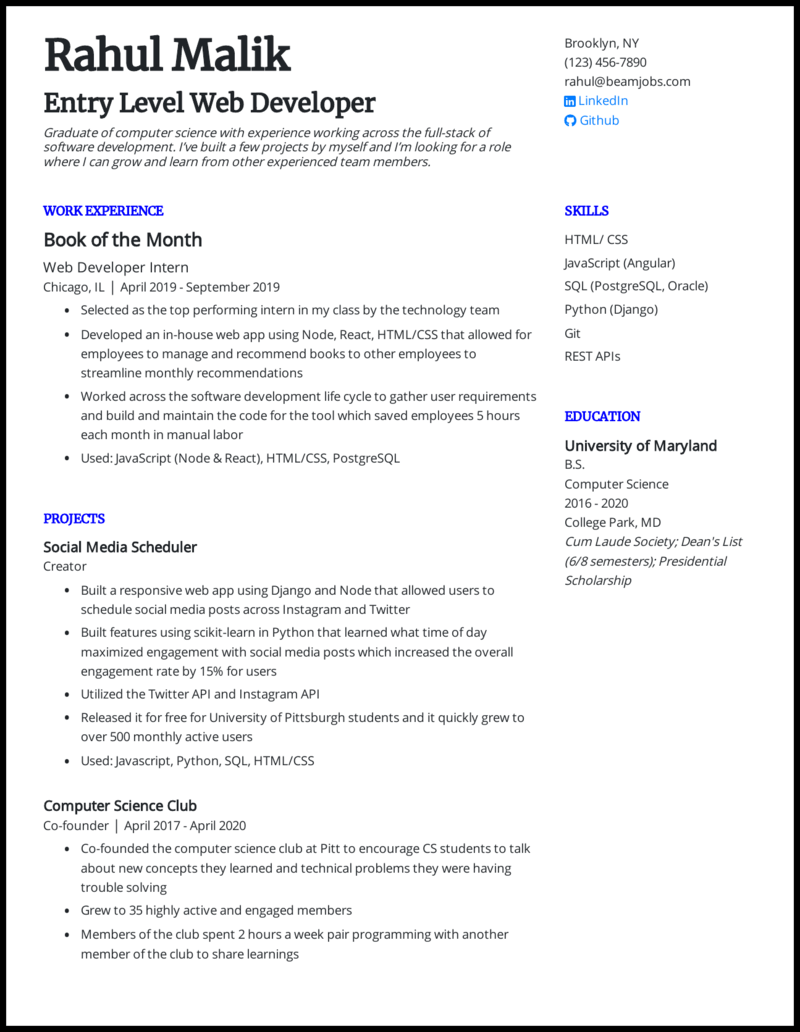 Rahul Malik
Entry Level Web Developer
Graduate of computer science with experience working across the full-stack of
software development. I've built a few projects by myself and I'm looking for a role
where I can grow and learn from other experienced team members.
Brooklyn, NY
(123) 456-7890
rahul@beamjobs.com
LinkedIn
Github
WORK EXPERIENCE
Book of the Month
Web Developer Intern
Chicago, IL | April 2019 - September 2019
• Selected as the top performing intern in my class by the technology team
• Developed an in-house web app using Node, React, HTML/CSS that allowed for
employees to manage and recommend books to other employees to
streamline monthly recommendations
• Worked across the software development life cycle to gather user requirements
and build and maintain the code for the tool which saved employees 5 hours
each month in manual labor
• Used: JavaScript (Node & React), HTML/CSS, PostgreSQL
PROJECTS
Social Media Scheduler
Creator
• Built a responsive web app using Django and Node that allowed users to
schedule social media posts across Instagram and Twitter
• Built features using scikit-learn in Python that learned what time of day
maximized engagement with social media posts which increased the overall
engagement rate by 15% for users
• Utilized the Twitter API and Instagram API
• Released it for free for University of Pittsburgh students and it quickly grew to
over 500 monthly active users
• Used: Javascript, Python, SQL, HTML/CSS
Computer Science Club
Co-founder | April 2017 - April 2020
• Co-founded the computer science club at Pitt to encourage CS students to talk
about new concepts they learned and technical problems they were having
trouble solving
• Grew to 35 highly active and engaged members
• Members of the club spent 2 hours a week pair programming with another
member of the club to share learnings
SKILLS
HTML/ CSS
JavaScript (Angular)
SQL (PostgreSQL, Oracle)
Python (Django)
Git
REST APIs
EDUCATION
University of Maryland
B.S.
Computer Science
2016 - 2020
College Park, MD
Cum Laude Society; Dean's List
(6/8 semesters); Presidential
Scholarship